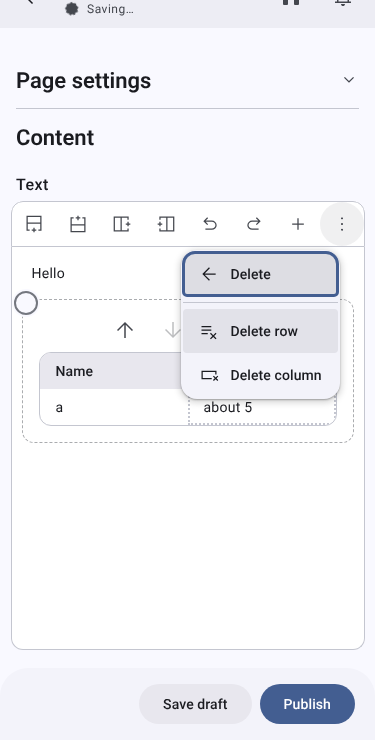 Saving…
Page settings
Content
Text
Hello
Delete
Delete row
Delete column
Name
a
about 5
Save draft
Publish